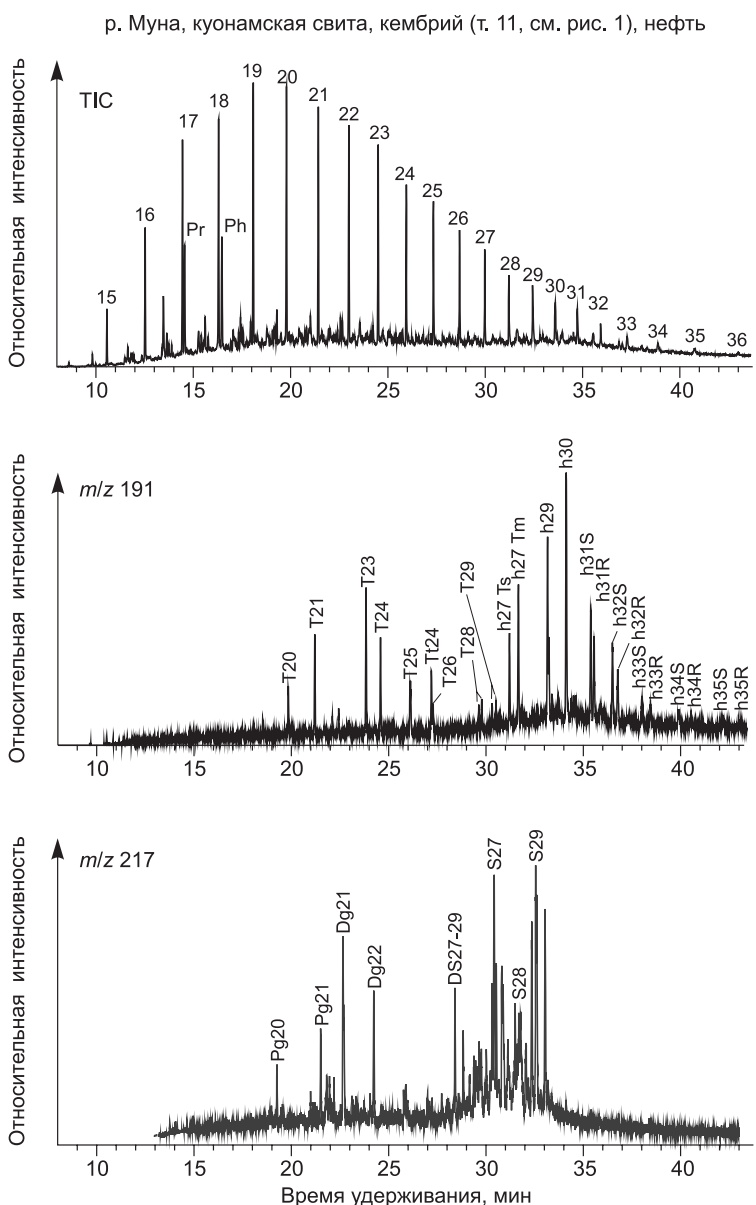 р. Муна, куонамская свита, кембрий (т. 11, см. рис. 1), нефть
Относительная интенсивность
TIC
15
16
17
Pr
18
Ph
19
20
21
22
23
24
25
26
27
28
29
30
31
32
33
34
35
36
10 15 20 25 30 35 40
Относительная интенсивность
m/z 191
T20
T21
T23
T24
T25
Tt24
T26
T28
T29
h27 Ts
h27 Tm
h29
h30
h31S
h31R
h32S
h32R
h33S
h33R
h34S
h34R
h35S
h35R
10 15 20 25 30 35 40
Относительная интенсивность
m/z 217
Pg20
Pg21
Dg21
Dg22
DS27-29
S27
S28
S29
10 15 20 25 30 35 40
Время удерживания, мин